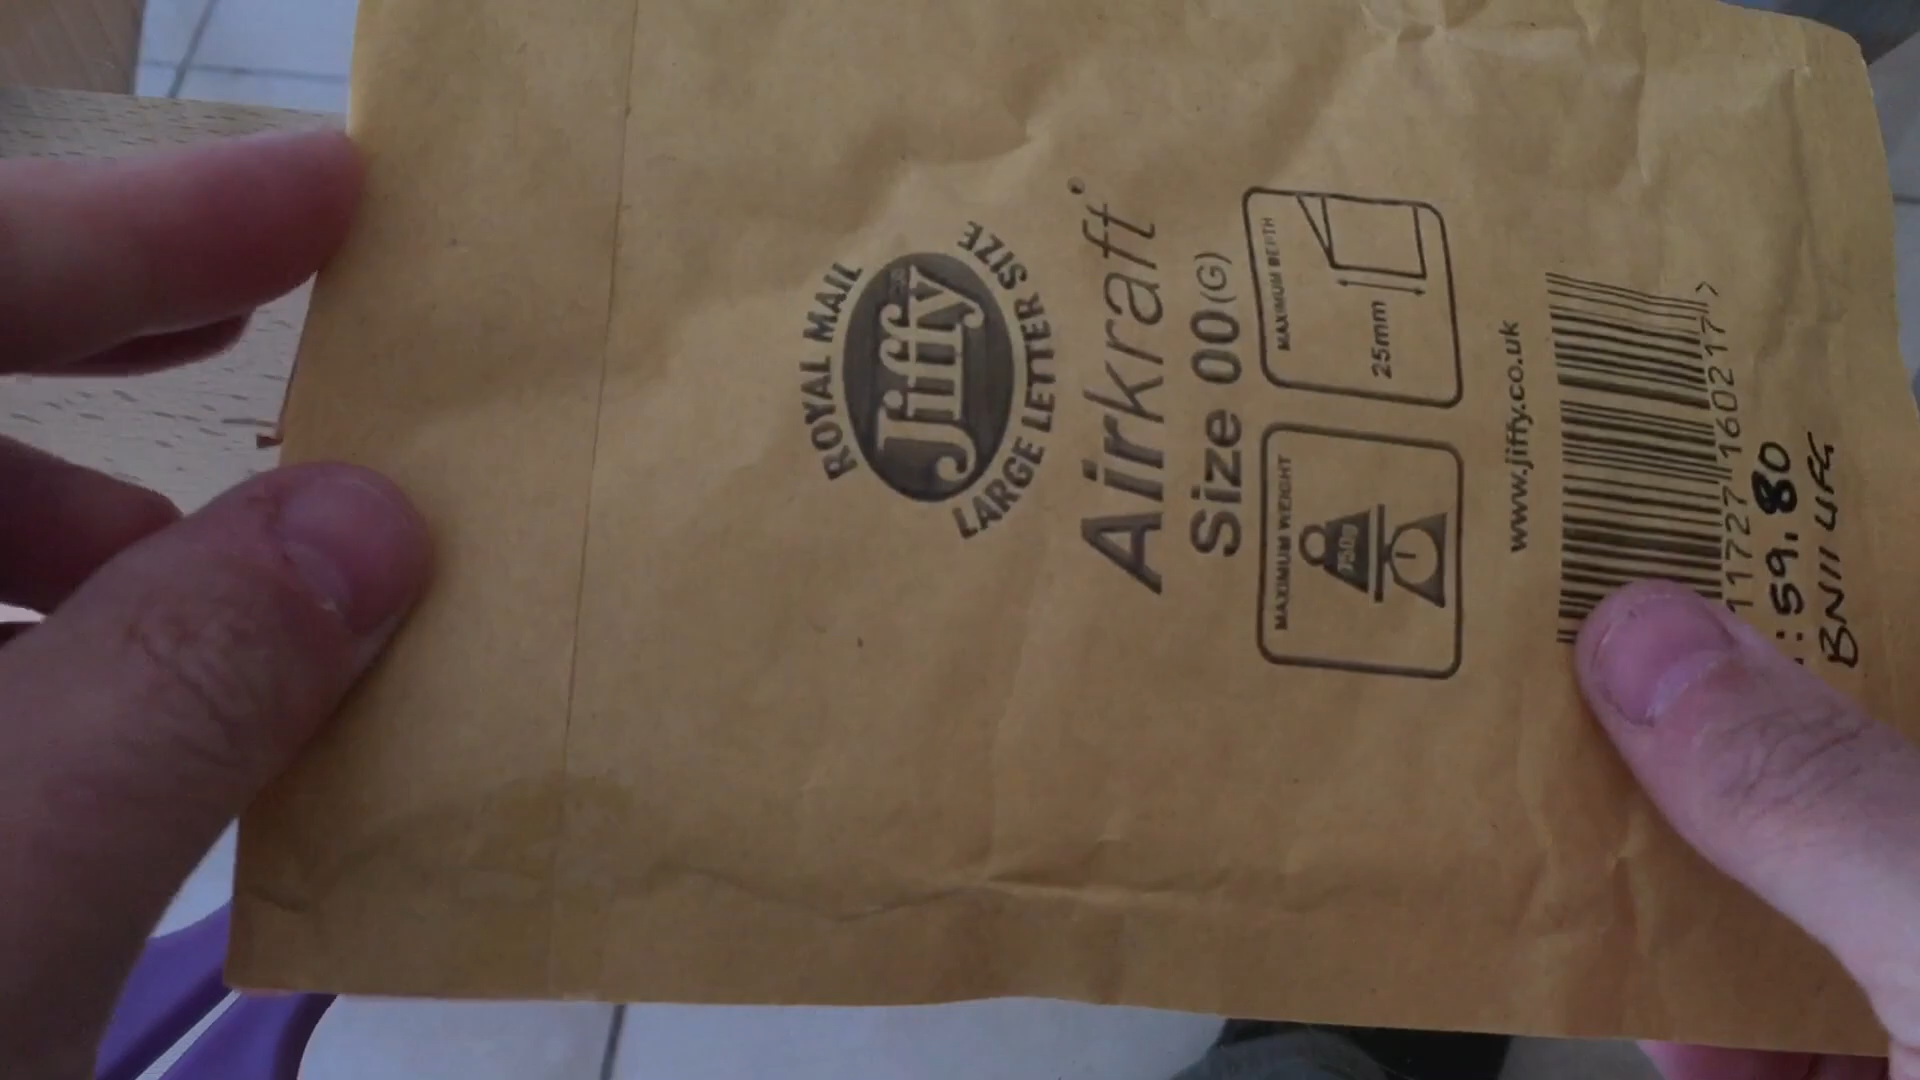 ROYAL MAIL
Jiffy
LARGE LETTER SIZE
Airkraft®
Size 00 (G)
MAXIMUM WEIGHT
750g
MAXIMUM DEPTH
25mm
www.jiffy.co.uk
11727 160217 >
59.80
BN11 4FG